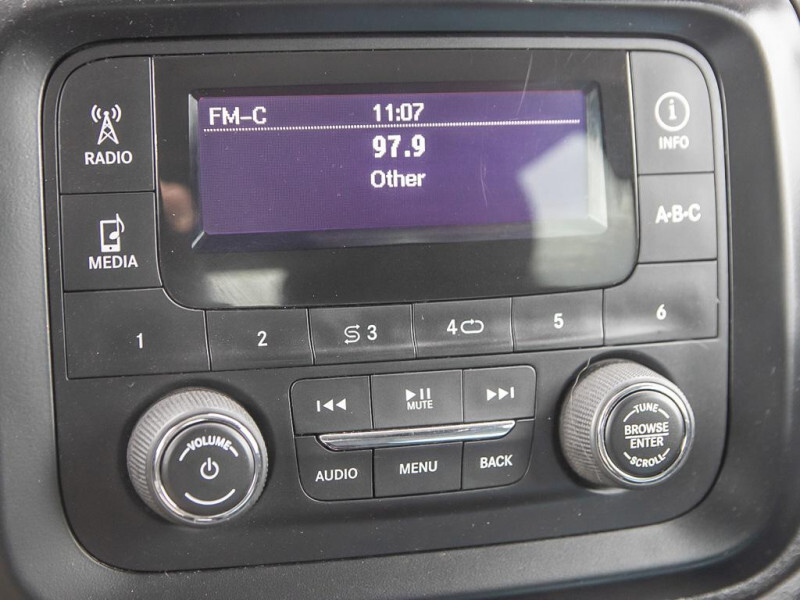 FM-C 11:07
97.9
Other
RADIO
MEDIA
i
INFO
A·B·C
1 2 3 4 5 6
MUTE
VOLUME
AUDIO MENU BACK
TUNE
BROWSE
ENTER
SCROLL